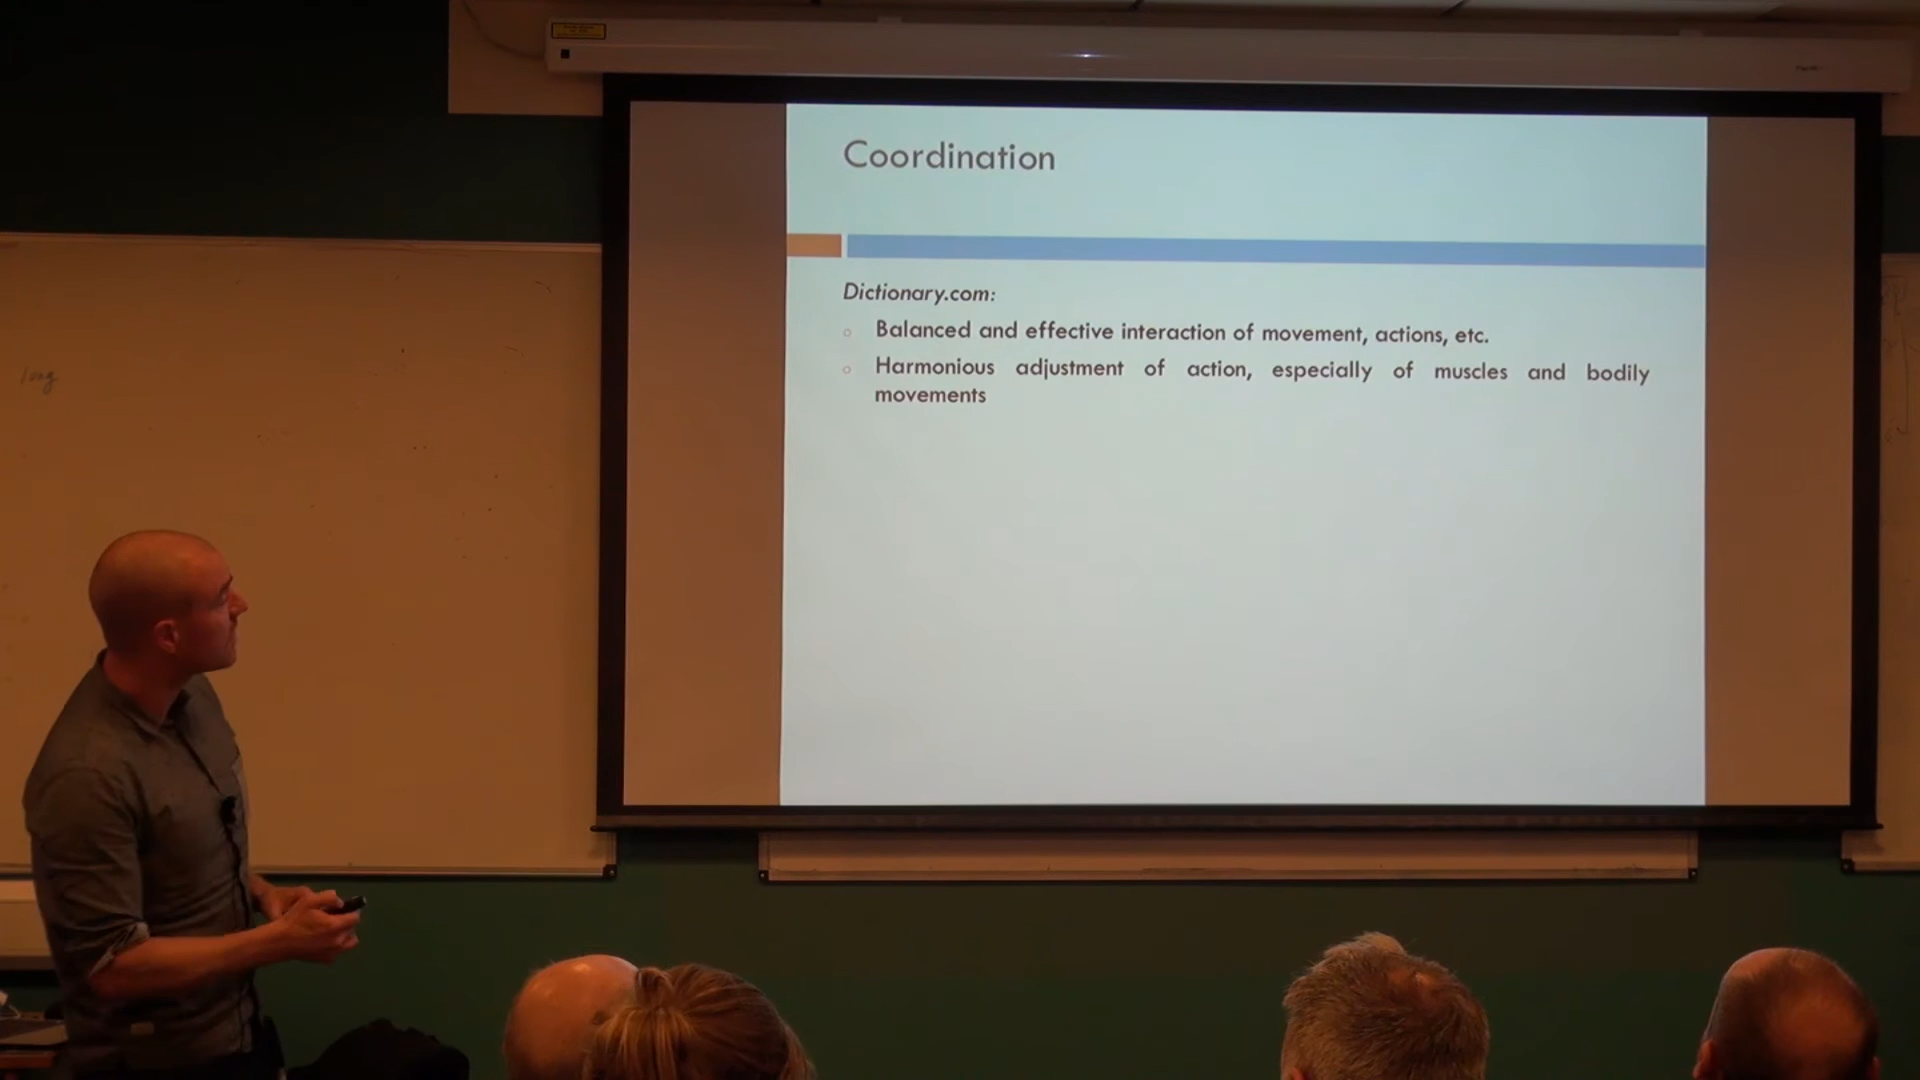 Coordination
Dictionary.com:
Balanced and effective interaction of movement, actions, etc.
Harmonious adjustment of action, especially of muscles and bodily
movements
long